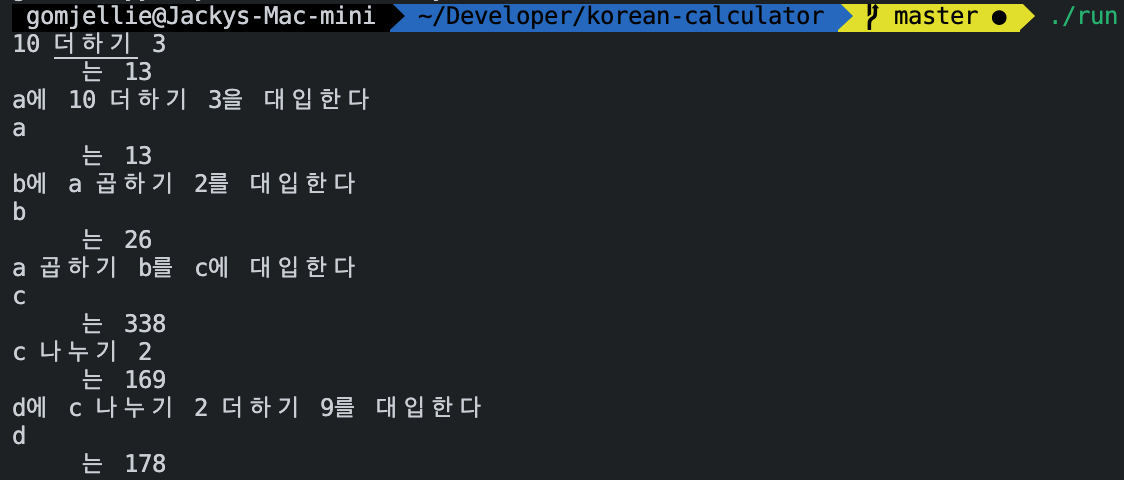 gomjellie@Jackys-Mac-mini ~/Developer/korean-calculator master ● ./run
10 더하기 3
는 13
a에 10 더하기 3을 대입한다
a
는 13
b에 a 곱하기 2를 대입한다
b
는 26
a 곱하기 b를 c에 대입한다
c
는 338
c 나누기 2
는 169
d에 c 나누기 2 더하기 9를 대입한다
d
는 178